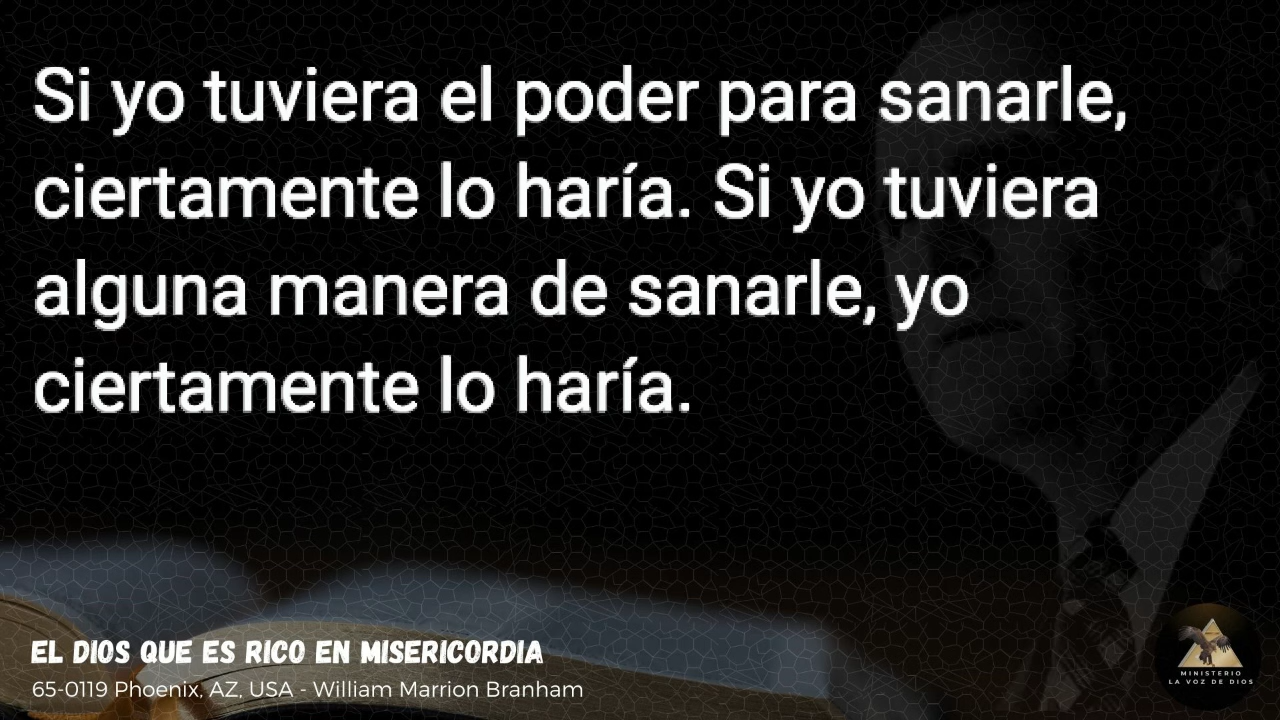 Si yo tuviera el poder para sanarle,
ciertamente lo haría. Si yo tuviera
alguna manera de sanarle, yo
ciertamente lo haría.
EL DIOS QUE ES RICO EN MISERICORDIA
65-0119 Phoenix, AZ, USA - William Marrion Branham
MINISTERIO
LA VOZ DE DIOS